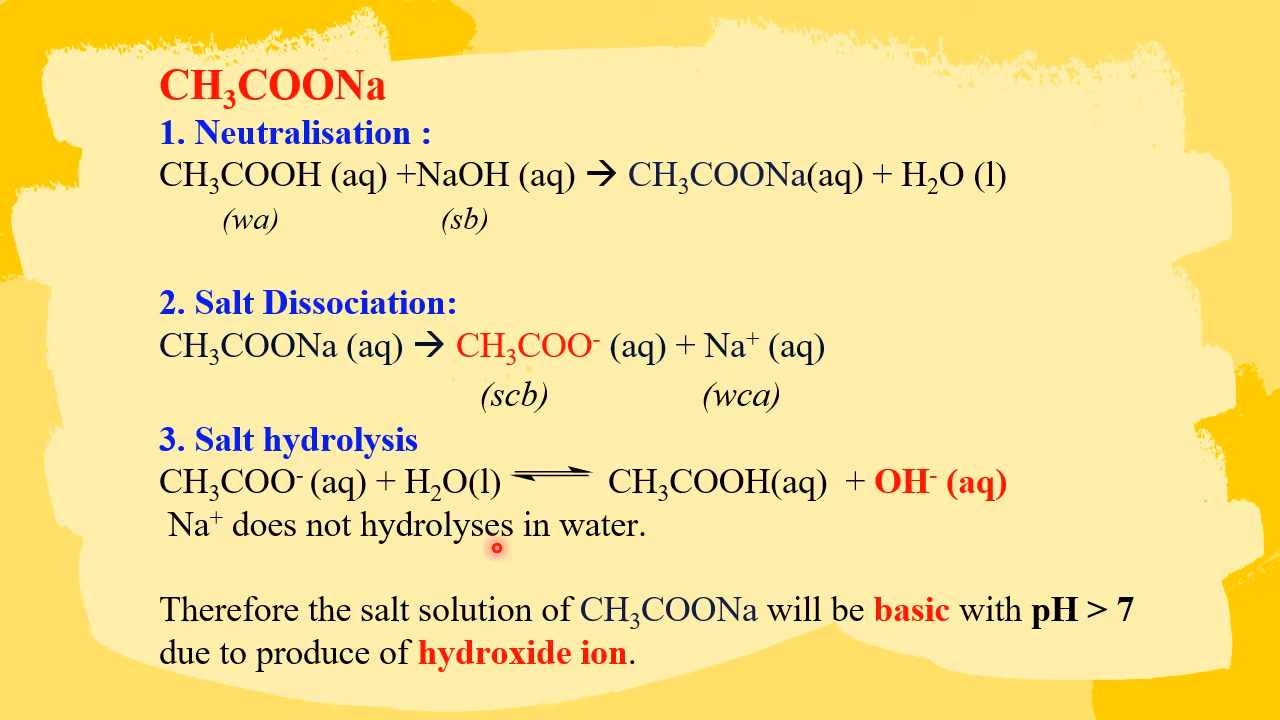 CH₃COONa
1. Neutralisation :
CH₃COOH (aq) +NaOH (aq) → CH₃COONa(aq) + H₂O (l)
(wa) (sb)
2. Salt Dissociation:
CH₃COONa (aq) → CH₃COO⁻ (aq) + Na⁺ (aq)
(scb) (wca)
3. Salt hydrolysis
CH₃COO⁻ (aq) + H₂O(l) ⇌ CH₃COOH(aq) + OH⁻ (aq)
Na⁺ does not hydrolyses in water.
Therefore the salt solution of CH₃COONa will be basic with pH > 7
due to produce of hydroxide ion.